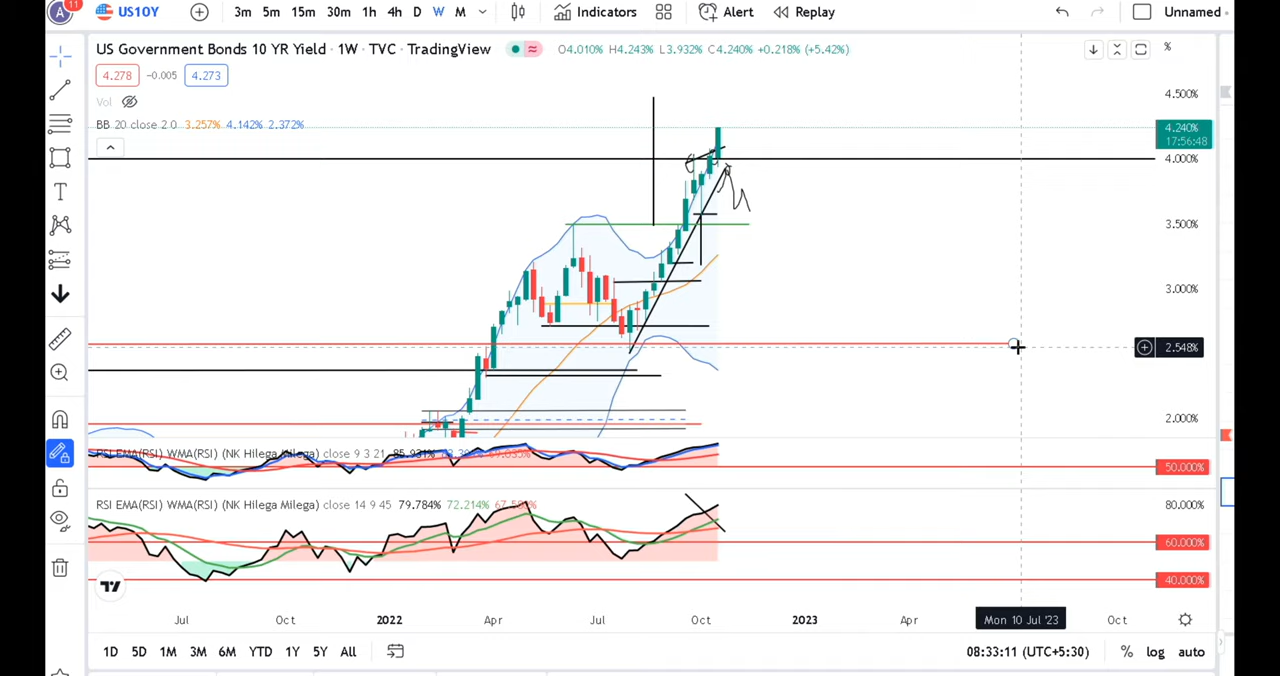 A 11 US10Y 3m 5m 15m 30m 1h 4h D W M Indicators Alert Replay Unnamed
US Government Bonds 10 YR Yield · 1W · TVC · TradingView O4.010% H4.243% L3.932% C4.240% +0.218% (+5.42%) %
4.278 −0.005 4.273
Vol
BB 20 close 2 0 3.257% 4.142% 2.372%
4.500%
4.240%
17:56:48
4.000%
3.500%
3.000%
2.548%
2.000%
RSI EMA(RSI) WMA(RSI) (NK Hilega Milega) close 9 3 21 85.931%
50.000%
RSI EMA(RSI) WMA(RSI) (NK Hilega Milega) close 14 9 45 79.784% 72.214%
80.000%
60.000%
40.000%
Jul Oct 2022 Apr Jul Oct 2023 Apr Mon 10 Jul '23 Oct
1D 5D 1M 3M 6M YTD 1Y 5Y All 08:33:11 (UTC+5:30) % log auto